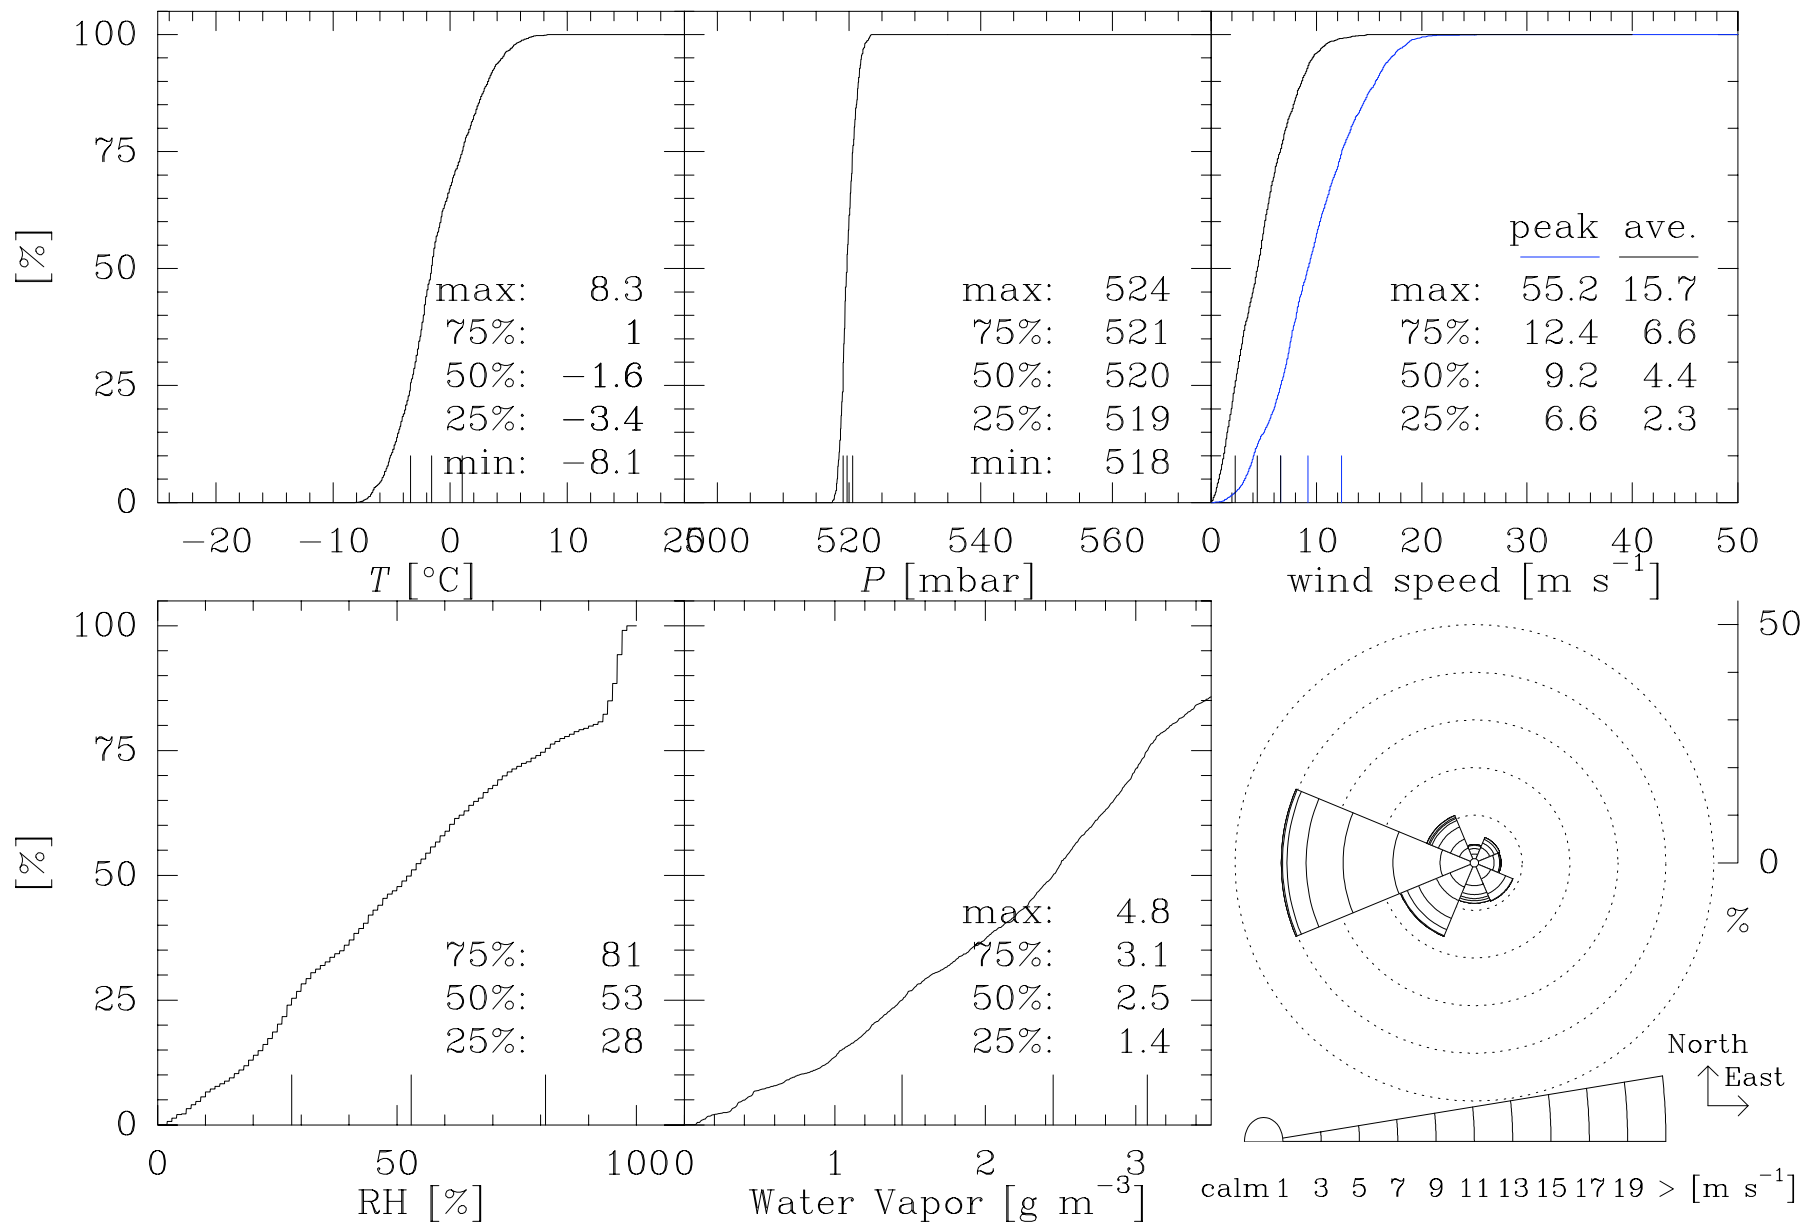 100
75
50
25
0
[%]
max: 8.3
75%: 1
50%: −1.6
25%: −3.4
min: −8.1
−20 −10 0 10 20
T [°C]
max: 524
75%: 521
50%: 520
25%: 519
min: 518
500 520 540 560
P [mbar]
peak ave.
max: 55.2 15.7
75%: 12.4 6.6
50%: 9.2 4.4
25%: 6.6 2.3
0 10 20 30 40 50
wind speed [m s⁻¹]
100
75
50
25
0
[%]
75%: 81
50%: 53
25%: 28
0 50 100
RH [%]
max: 4.8
75%: 3.1
50%: 2.5
25%: 1.4
0 1 2 3
Water Vapor [g m⁻³]
50
0
%
North
East
calm 1 3 5 7 9 11 13 15 17 19 > [m s⁻¹]